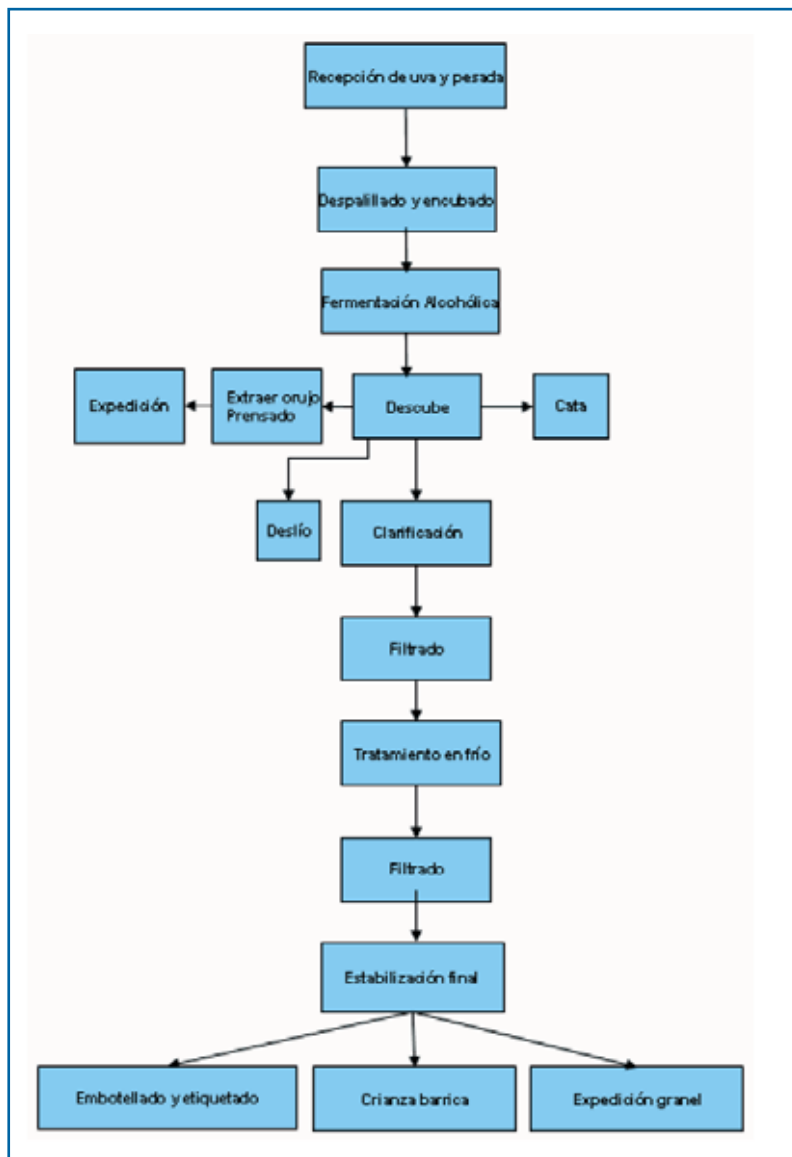 Recepción de uva y pesada
Despalillado y encubado
Fermentación Alcohólica
Expedición
Extraer orujo
Prensado
Descube
Cata
Deslío
Clarificación
Filtrado
Tratamiento en frío
Filtrado
Estabilización final
Embotellado y etiquetado
Crianza barrica
Expedición granel